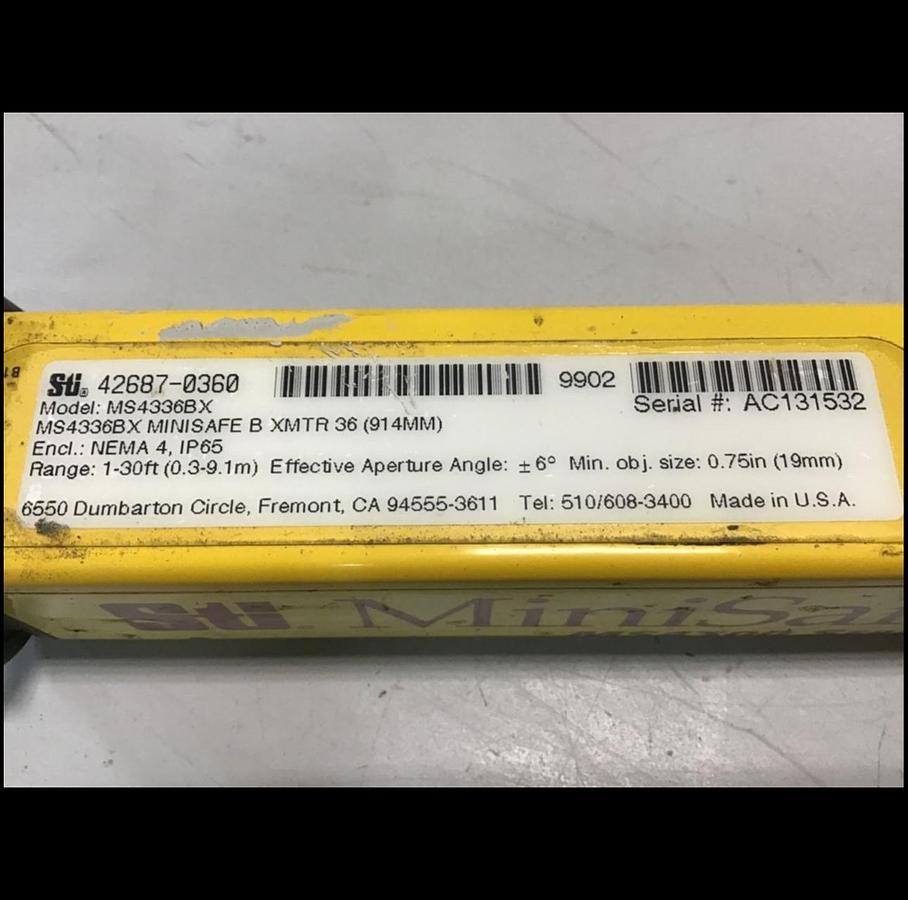 Sti® 42687-0360 9902
Model: MS4336BX Serial #: AC131532
MS4336BX MINISAFE B XMTR 36 (914MM)
Encl.: NEMA 4, IP65
Range: 1-30ft (0.3-9.1m) Effective Aperture Angle: ±6° Min. obj. size: 0.75in (19mm)
6550 Dumbarton Circle, Fremont, CA 94555-3611 Tel: 510/608-3400 Made in U.S.A.
Sti. MiniSa